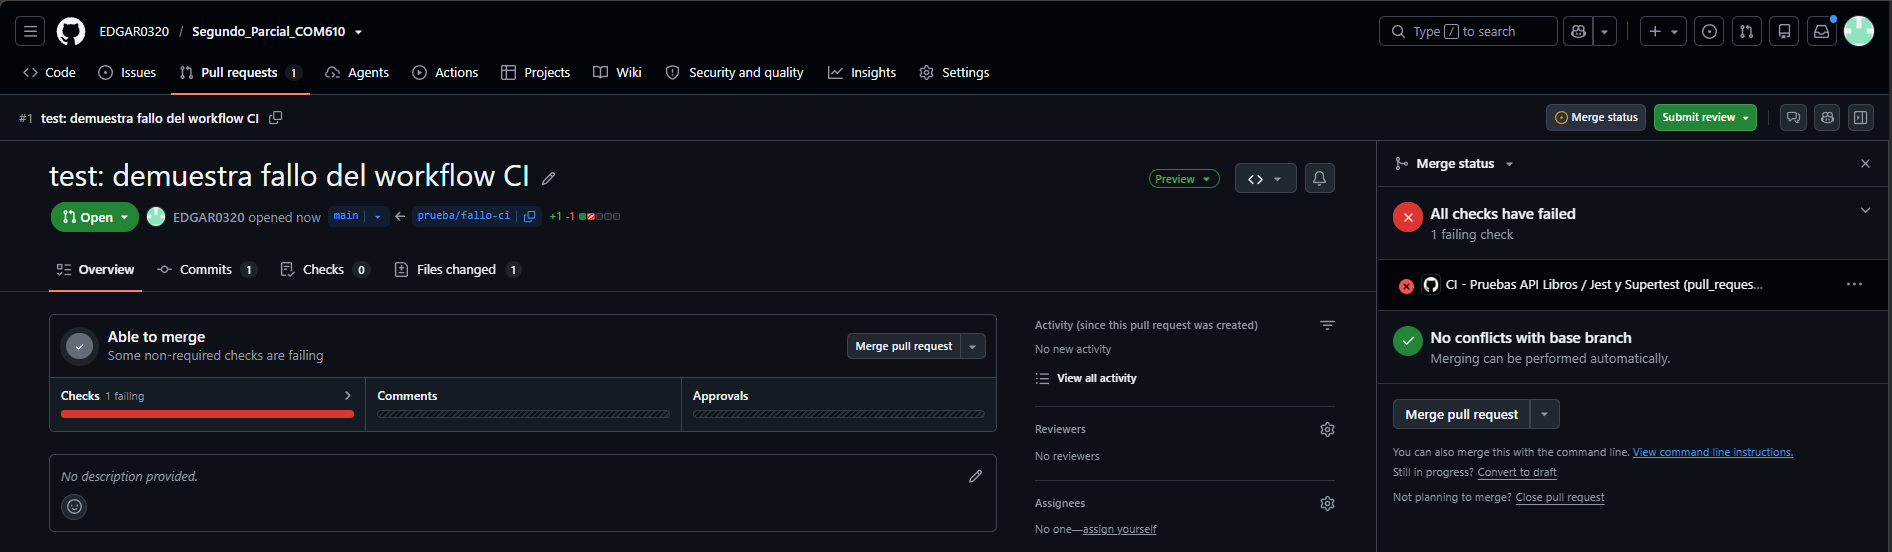 EDGAR0320 / Segundo_Parcial_COM610
Type / to search
Code
Issues
Pull requests 1
Agents
Actions
Projects
Wiki
Security and quality
Insights
Settings
#1 test: demuestra fallo del workflow CI
Merge status
Submit review
test: demuestra fallo del workflow CI
Preview
Open
EDGAR0320 opened now
main
prueba/fallo-ci
+1 -1
Overview
Commits 1
Checks 0
Files changed 1
Able to merge
Some non-required checks are failing
Merge pull request
Checks 1 failing
Comments
Approvals
No description provided.
Activity (since this pull request was created)
No new activity
View all activity
Reviewers
No reviewers
Assignees
No one—assign yourself
Merge status
All checks have failed
1 failing check
CI - Pruebas API Libros / Jest y Supertest (pull_reques...
No conflicts with base branch
Merging can be performed automatically.
Merge pull request
You can also merge this with the command line. View command line instructions.
Still in progress? Convert to draft
Not planning to merge? Close pull request